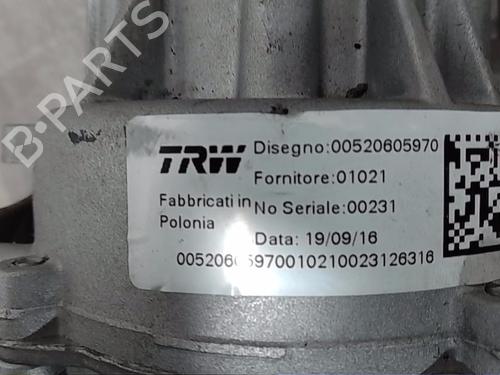 B-PARTS
TRW
Disegno:00520605970
Fornitore:01021
Fabbricati in
Polonia
No Seriale:00231
Data: 19/09/16
00520605970010210023126316